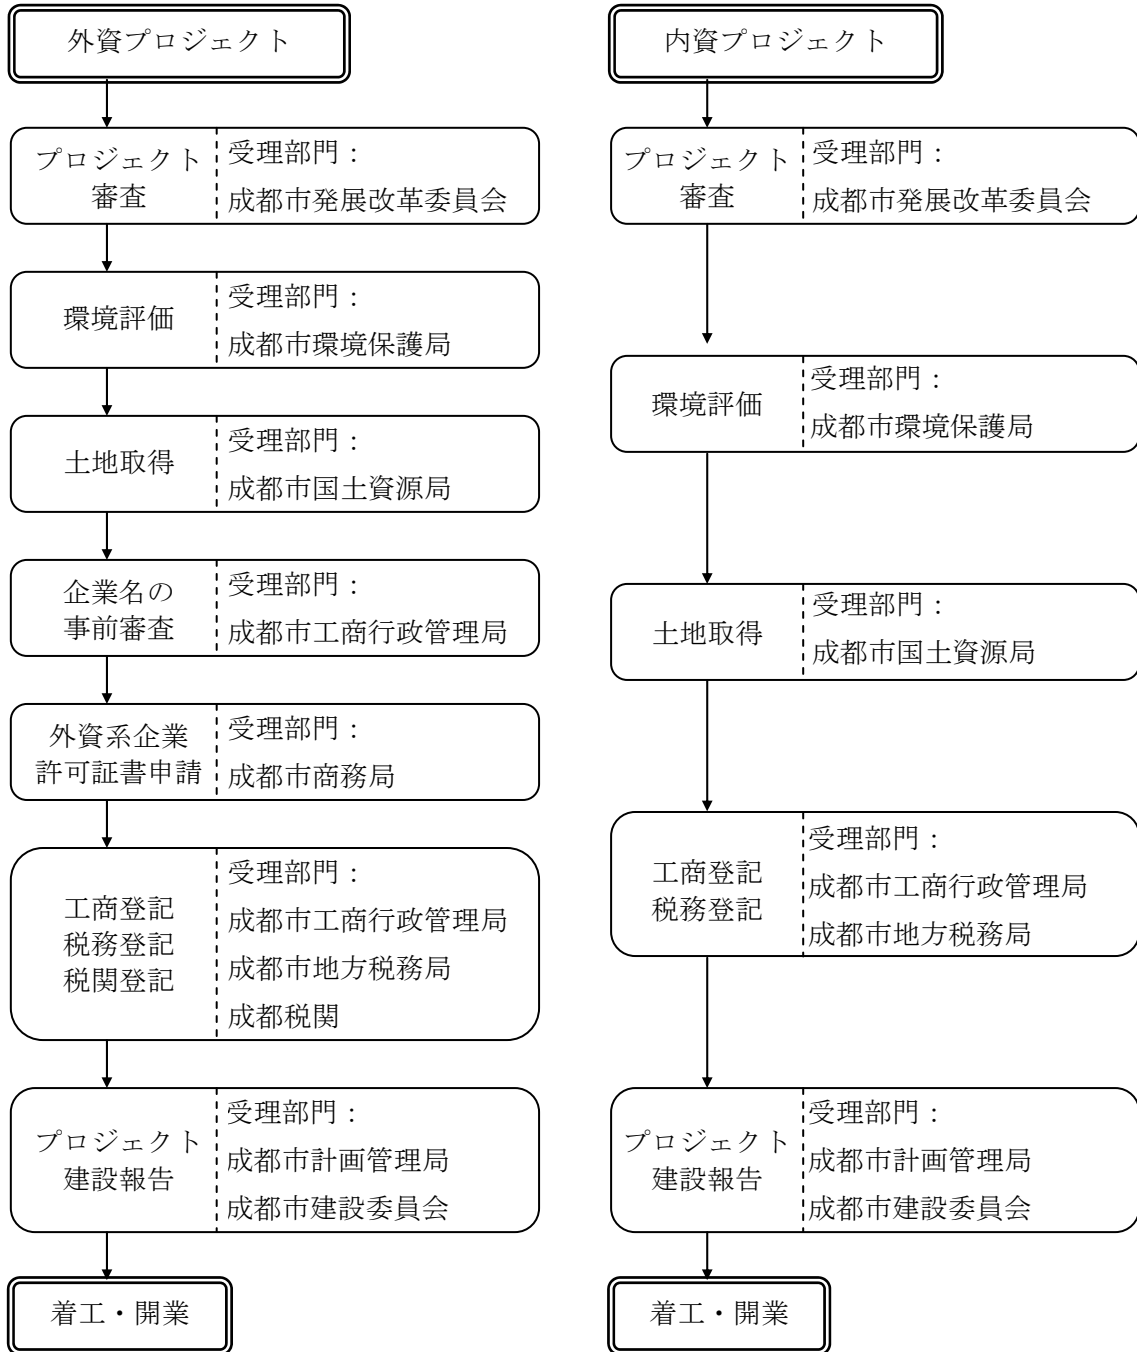 外資プロジェクト
プロジェクト
審査
受理部門：
成都市発展改革委員会
環境評価
受理部門：
成都市環境保護局
土地取得
受理部門：
成都市国土資源局
企業名の
事前審査
受理部門：
成都市工商行政管理局
外資系企業
許可証書申請
受理部門：
成都市商務局
工商登記
税務登記
税関登記
受理部門：
成都市工商行政管理局
成都市地方税務局
成都税関
プロジェクト
建設報告
受理部門：
成都市計画管理局
成都市建設委員会
着工・開業
内資プロジェクト
プロジェクト
審査
受理部門：
成都市発展改革委員会
環境評価
受理部門：
成都市環境保護局
土地取得
受理部門：
成都市国土資源局
工商登記
税務登記
受理部門：
成都市工商行政管理局
成都市地方税務局
プロジェクト
建設報告
受理部門：
成都市計画管理局
成都市建設委員会
着工・開業